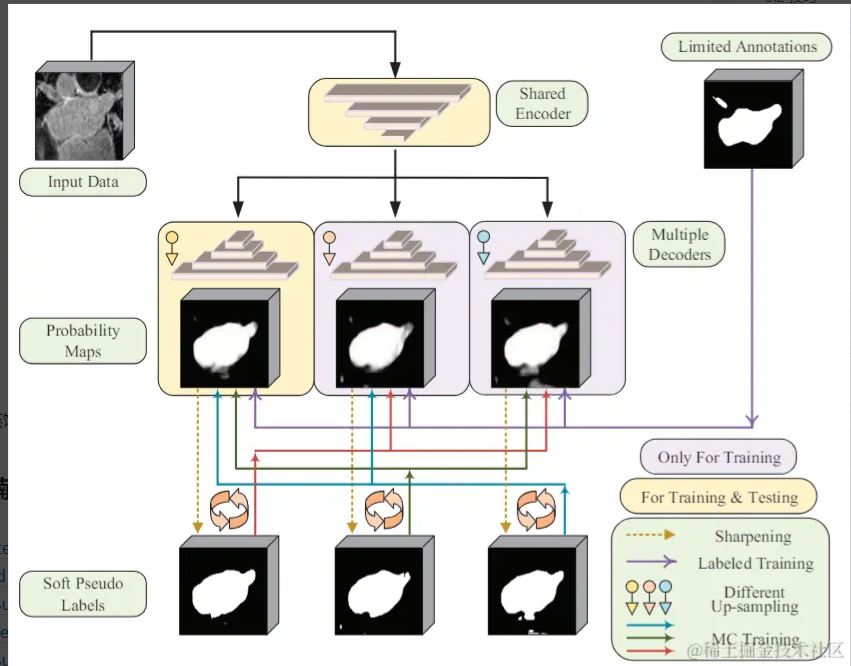 Limited Annotations
Shared
Encoder
Input Data
Multiple
Decoders
Probability
Maps
Only For Training
For Training & Testing
Sharpening
Labeled Training
Different
Up-sampling
MC Training
Soft Pseudo
Labels
@稀土掘金技术社区